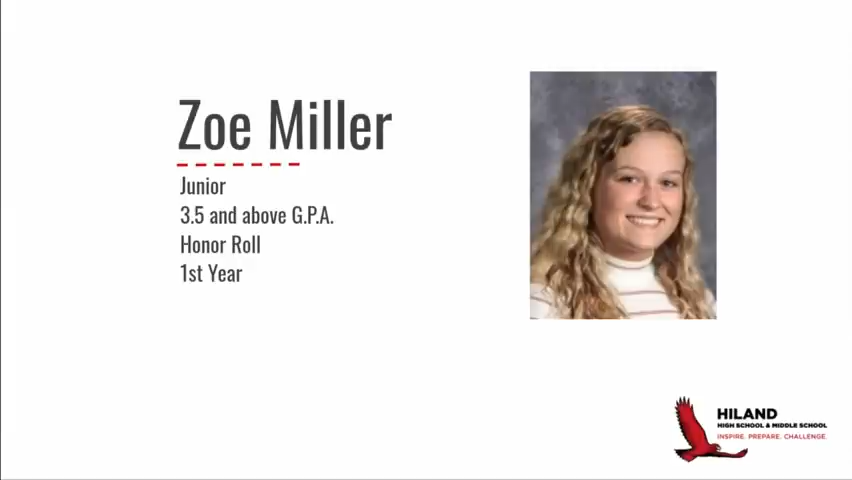 Zoe Miller
Junior
3.5 and above G.P.A.
Honor Roll
1st Year
HILAND
HIGH SCHOOL & MIDDLE SCHOOL
INSPIRE. PREPARE. CHALLENGE.